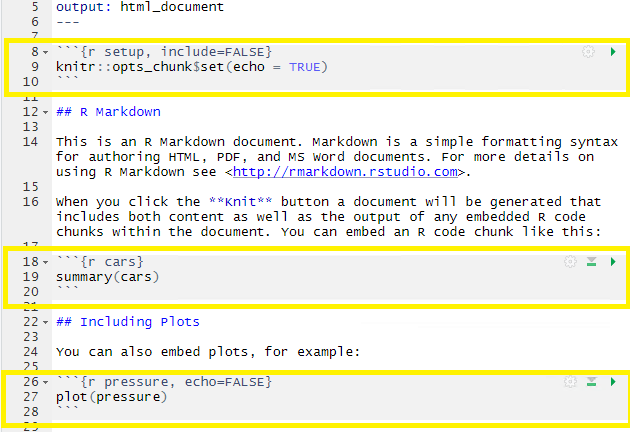 5 output: html_document
6 ---
7
8 ```{r setup, include=FALSE}
9 knitr::opts_chunk$set(echo = TRUE)
10 ```
11
12 ## R Markdown
13
14 This is an R Markdown document. Markdown is a simple formatting syntax
for authoring HTML, PDF, and MS Word documents. For more details on
using R Markdown see <http://rmarkdown.rstudio.com>.
15
16 When you click the **Knit** button a document will be generated that
includes both content as well as the output of any embedded R code
chunks within the document. You can embed an R code chunk like this:
17
18 ```{r cars}
19 summary(cars)
20 ```
21
22 ## Including Plots
23
24 You can also embed plots, for example:
25
26 ```{r pressure, echo=FALSE}
27 plot(pressure)
28 ```
29